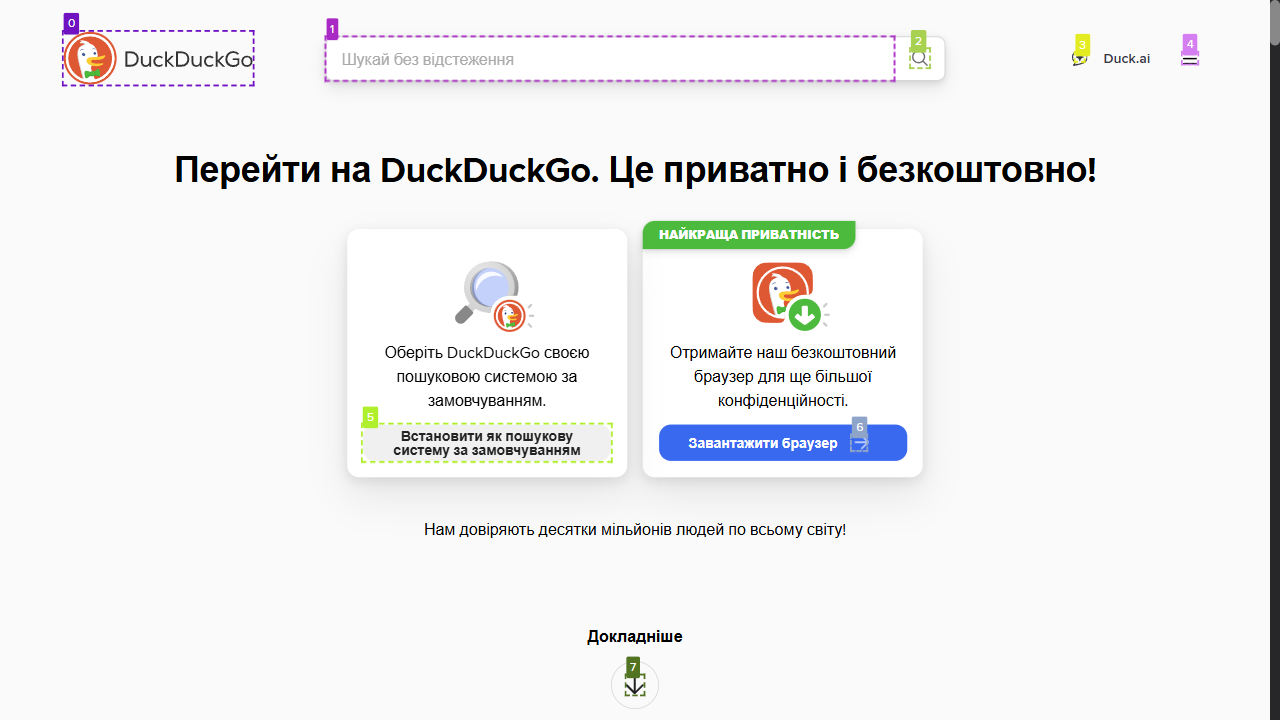 0
DuckDuckGo
1
Шукай без відстеження
2
3
Duck.ai
4
Перейти на DuckDuckGo. Це приватно і безкоштовно!
Оберіть DuckDuckGo своєю
пошуковою системою за
замовчуванням.
5
Встановити як пошукову
систему за замовчуванням
НАЙКРАЩА ПРИВАТНІСТЬ
Отримайте наш безкоштовний
браузер для ще більшої
конфіденційності.
6
Завантажити браузер
Нам довіряють десятки мільйонів людей по всьому світу!
Докладніше
7